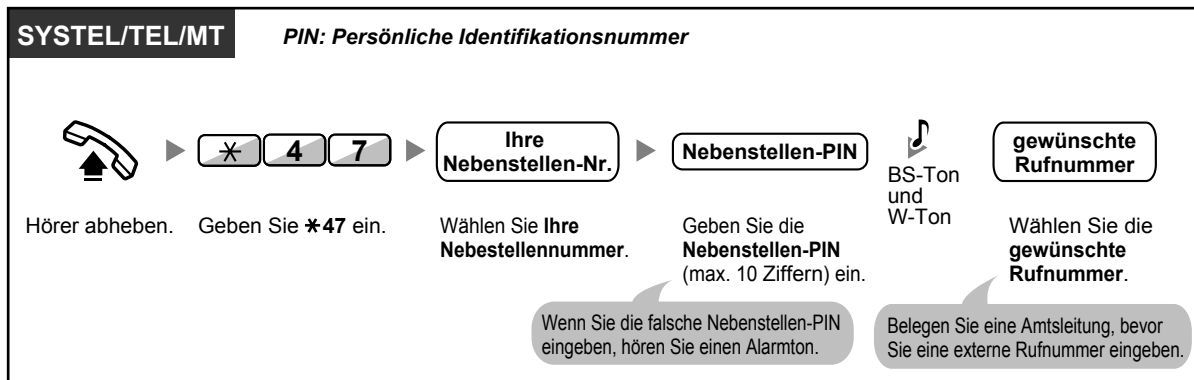 SYSTEL/TEL/MT
PIN: Persönliche Identifikationsnummer
Hörer abheben.
* 4 7
Geben Sie *47 ein.
Ihre
Nebenstellen-Nr.
Wählen Sie Ihre
Nebestellennummer.
Nebenstellen-PIN
Geben Sie die
Nebenstellen-PIN
(max. 10 Ziffern) ein.
Wenn Sie die falsche Nebenstellen-PIN
eingeben, hören Sie einen Alarmton.
BS-Ton
und
W-Ton
gewünschte
Rufnummer
Wählen Sie die
gewünschte
Rufnummer.
Belegen Sie eine Amtsleitung, bevor
Sie eine externe Rufnummer eingeben.